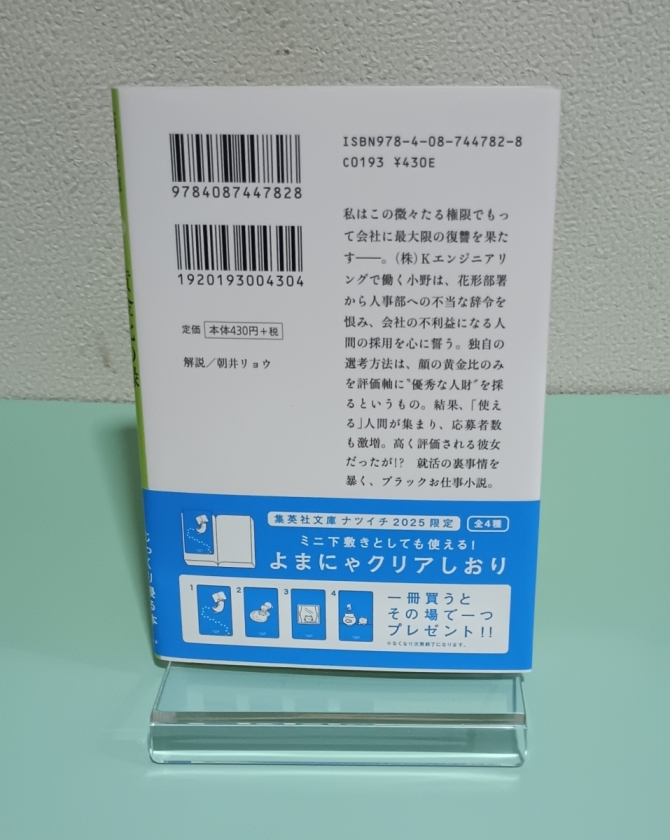 9784087447828
1920193004304
定価 本体430円+税
解説/朝井リョウ
ISBN978-4-08-744782-8
C0193 ¥430E
私はこの微々たる権限でもっ
て会社に最大限の復讐を果た
す――。(株)Kエンジニアリ
ングで働く小野は、花形部署
から人事部への不当な辞令を
恨み、会社の不利益になる人
間の採用を心に誓う。独自の
選考方法は、顔の黄金比のみ
を評価軸に〝優秀な人財〟を採
るというもの。結果、「使え
る」人間が集まり、応募者数
も激増。高く評価される彼女
だったが!? 就活の裏事情を
暴く、ブラックお仕事小説。
集英社文庫 ナツイチ2025限定 全4種
ミニ下敷きとしても使える!
よまにゃクリアしおり
1 2 3 4
一冊買うと
その場で一つ
プレゼント!!
※なくなり次第終了になります。